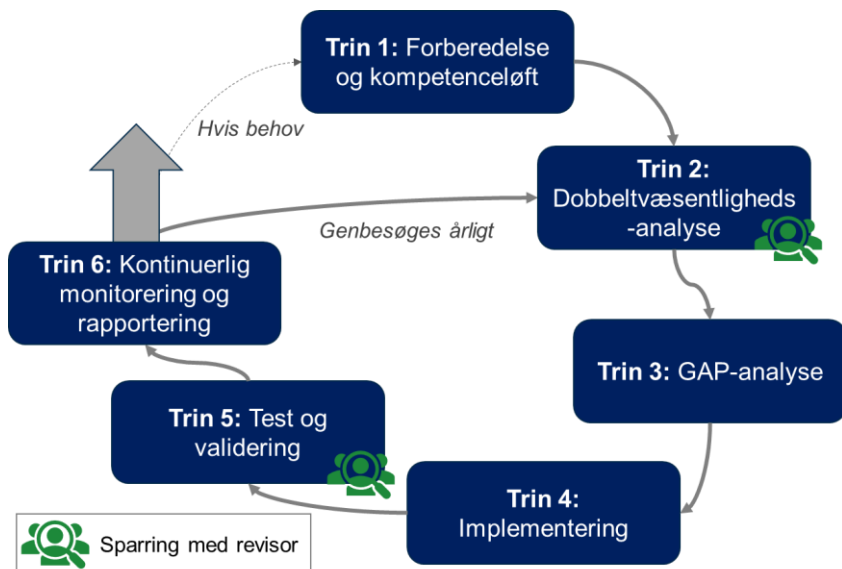 Trin 1: Forberedelse
og kompetenceløft
Hvis behov
Trin 2:
Dobbeltvæsentligheds
-analyse
Genbesøges årligt
Trin 6: Kontinuerlig
monitorering og
rapportering
Trin 3: GAP-analyse
Trin 5: Test og
validering
Trin 4:
Implementering
Sparring med revisor